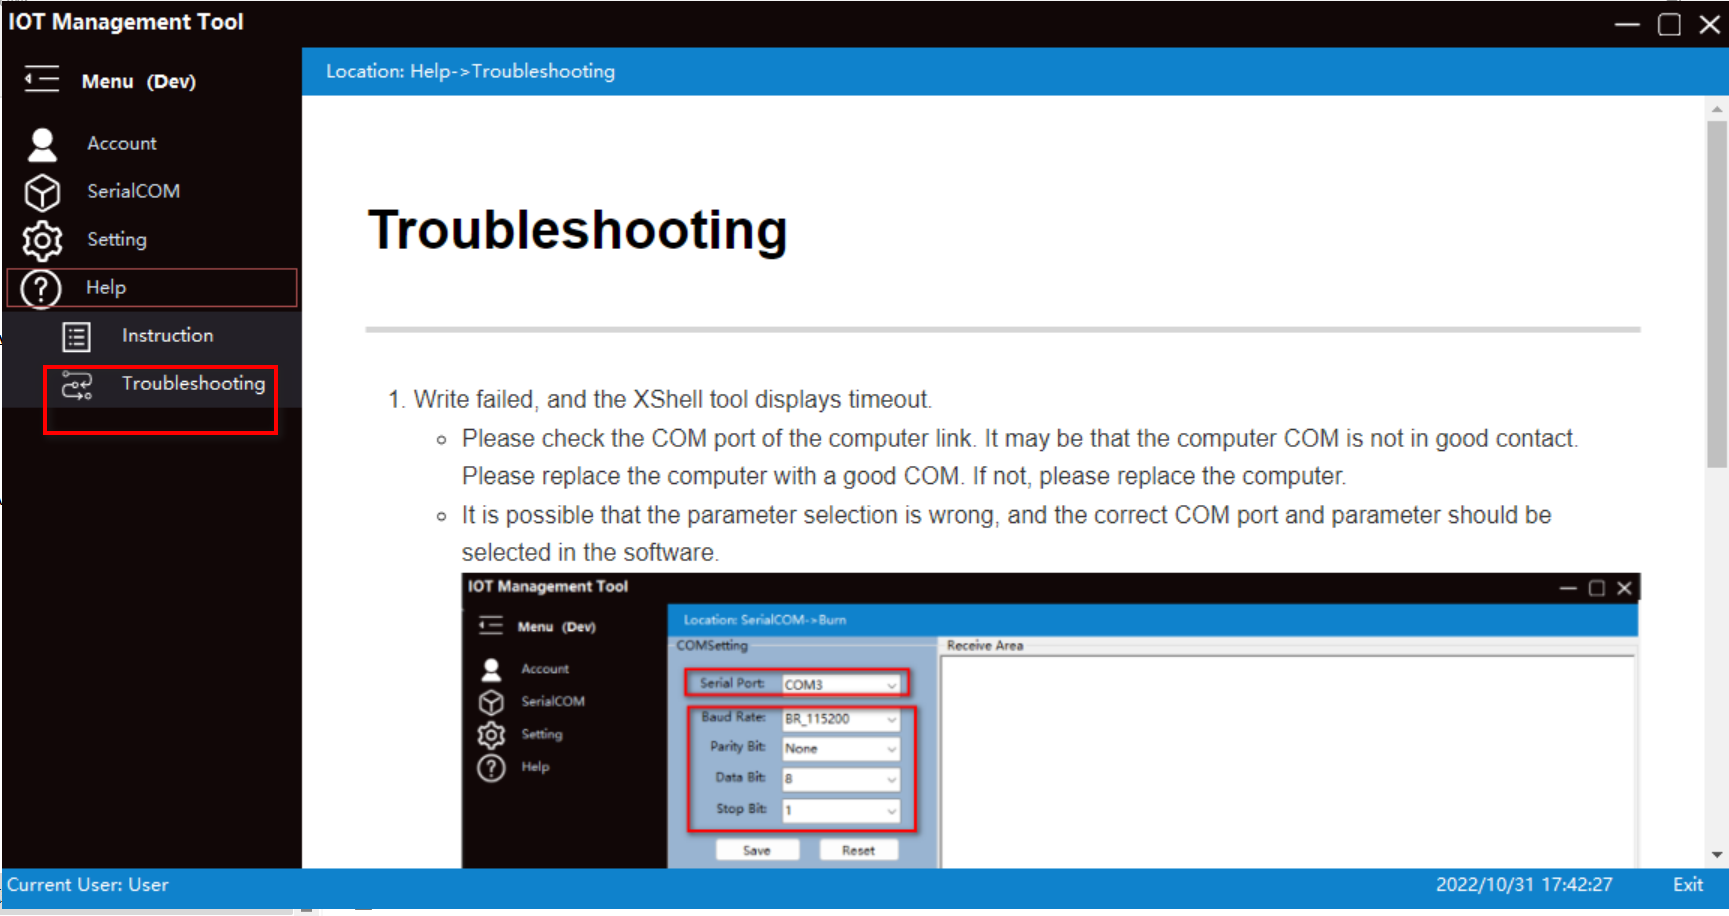 IOT Management Tool
Menu (Dev)
Account
SerialCOM
Setting
Help
Instruction
Troubleshooting
Location: Help->Troubleshooting
Troubleshooting
1. Write failed, and the XShell tool displays timeout.
Please check the COM port of the computer link. It may be that the computer COM is not in good contact.
Please replace the computer with a good COM. If not, please replace the computer.
It is possible that the parameter selection is wrong, and the correct COM port and parameter should be
selected in the software.
IOT Management Tool
Menu (Dev)
Account
SerialCOM
Setting
Help
Location: SerialCOM->Burn
COMSetting
Serial Port: COM3
Baud Rate: BR_115200
Parity Bit: None
Data Bit: 8
Stop Bit: 1
Save Reset
Receive Area
Current User: User
2022/10/31 17:42:27
Exit